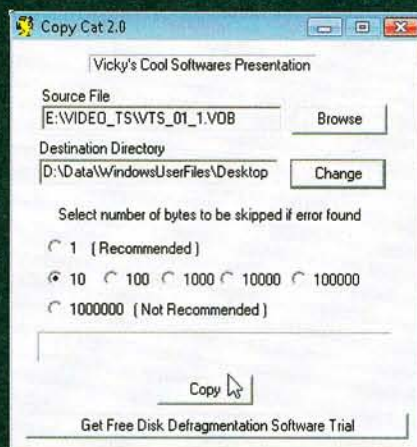 Copy Cat 2.0
Vicky's Cool Softwares Presentation
Source File
E:\VIDEO_TS\VTS_01_1.VOB
Browse
Destination Directory
D:\Data\WindowsUserFiles\Desktop
Change
Select number of bytes to be skipped if error found
1 ( Recommended )
10 100 1000 10000 100000
1000000 ( Not Recommended )
Copy
Get Free Disk Defragmentation Software Trial